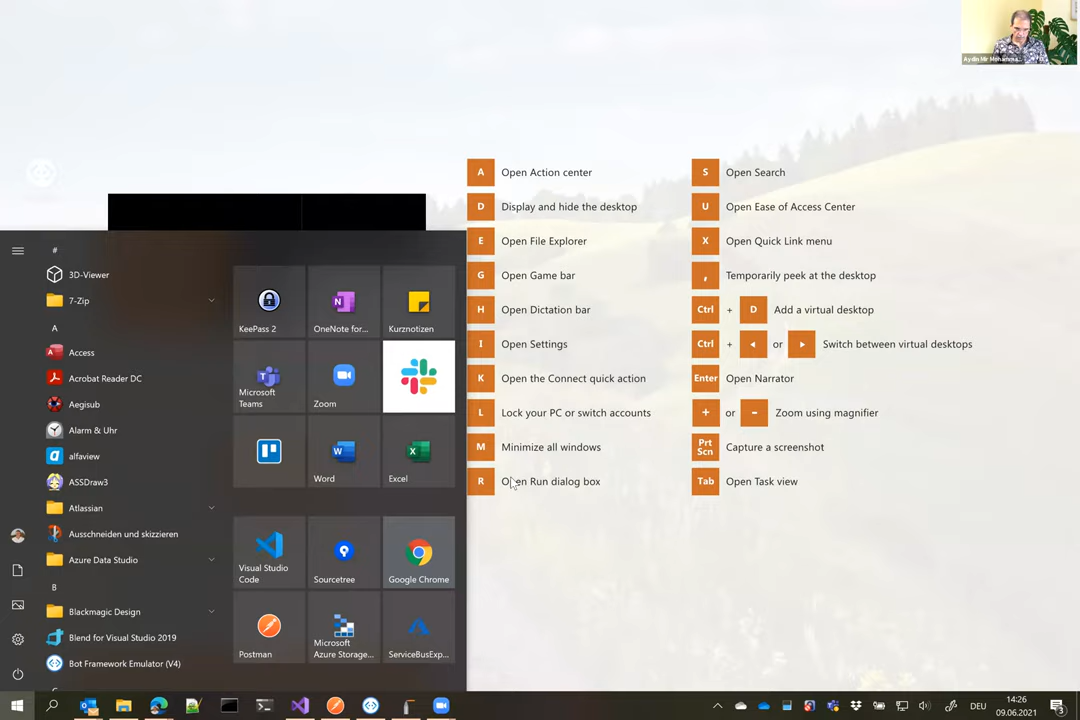 Aydin Mir Mohamma...
A Open Action center
S Open Search
D Display and hide the desktop
U Open Ease of Access Center
E Open File Explorer
X Open Quick Link menu
G Open Game bar
, Temporarily peek at the desktop
H Open Dictation bar
Ctrl + D Add a virtual desktop
I Open Settings
Ctrl + or Switch between virtual desktops
K Open the Connect quick action
Enter Open Narrator
L Lock your PC or switch accounts
+ or - Zoom using magnifier
M Minimize all windows
Prt Scn Capture a screenshot
R Open Run dialog box
Tab Open Task view
#
3D-Viewer
7-Zip
A
Access
Acrobat Reader DC
Aegisub
Alarm & Uhr
alfaview
ASSDraw3
Atlassian
Ausschneiden und skizzieren
Azure Data Studio
B
Blackmagic Design
Blend for Visual Studio 2019
Bot Framework Emulator (V4)
KeePass 2
OneNote for...
Kurznotizen
Microsoft Teams
Zoom
Word
Excel
Visual Studio Code
Sourcetree
Google Chrome
Postman
Microsoft Azure Storage...
ServiceBusExp...
DEU
14:26
09.06.2021
3